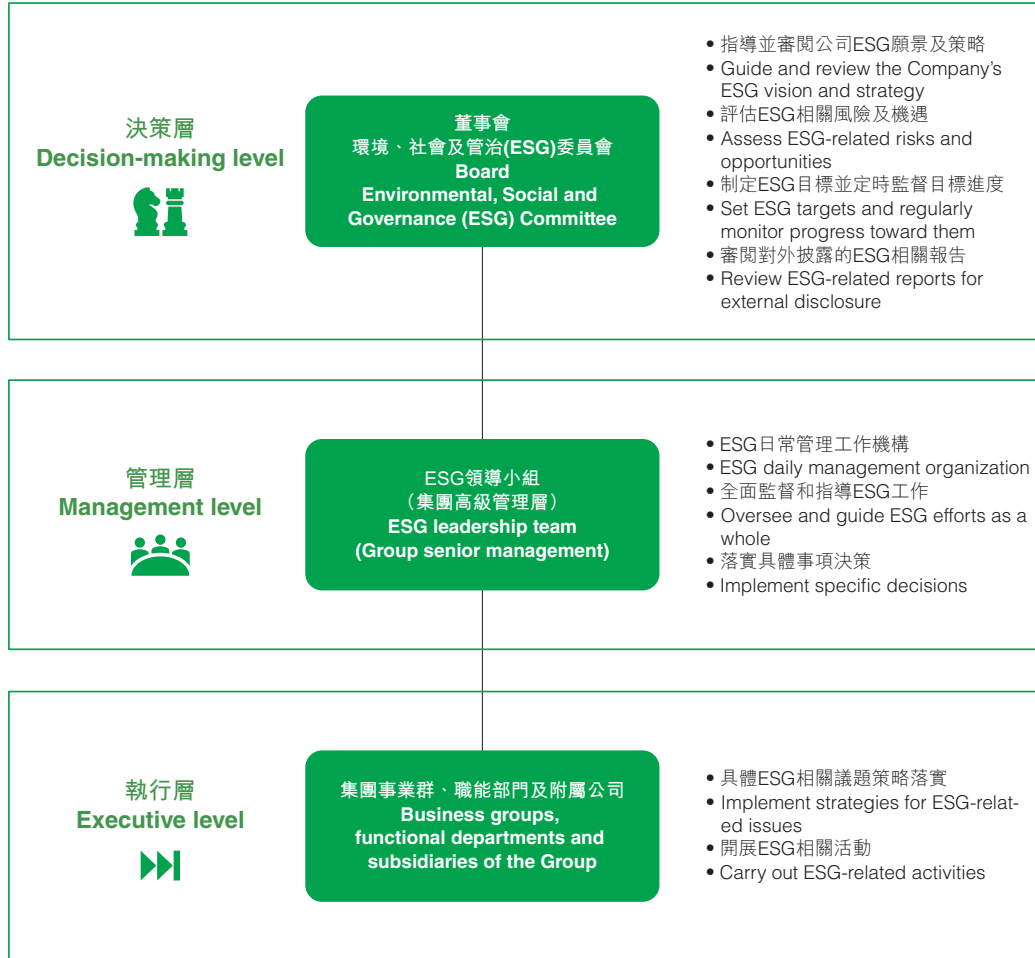 決策層
Decision-making level
董事會
環境、社會及管治(ESG)委員會
Board
Environmental, Social and
Governance (ESG) Committee
• 指導並審閱公司ESG願景及策略
• Guide and review the Company's
ESG vision and strategy
• 評估ESG相關風險及機遇
• Assess ESG-related risks and
opportunities
• 制定ESG目標並定時監督目標進度
• Set ESG targets and regularly
monitor progress toward them
• 審閱對外披露的ESG相關報告
• Review ESG-related reports for
external disclosure
管理層
Management level
ESG領導小組
（集團高級管理層）
ESG leadership team
(Group senior management)
• ESG日常管理工作機構
• ESG daily management organization
• 全面監督和指導ESG工作
• Oversee and guide ESG efforts as a
whole
• 落實具體事項決策
• Implement specific decisions
執行層
Executive level
集團事業群、職能部門及附屬公司
Business groups,
functional departments and
subsidiaries of the Group
• 具體ESG相關議題策略落實
• Implement strategies for ESG-relat-
ed issues
• 開展ESG相關活動
• Carry out ESG-related activities